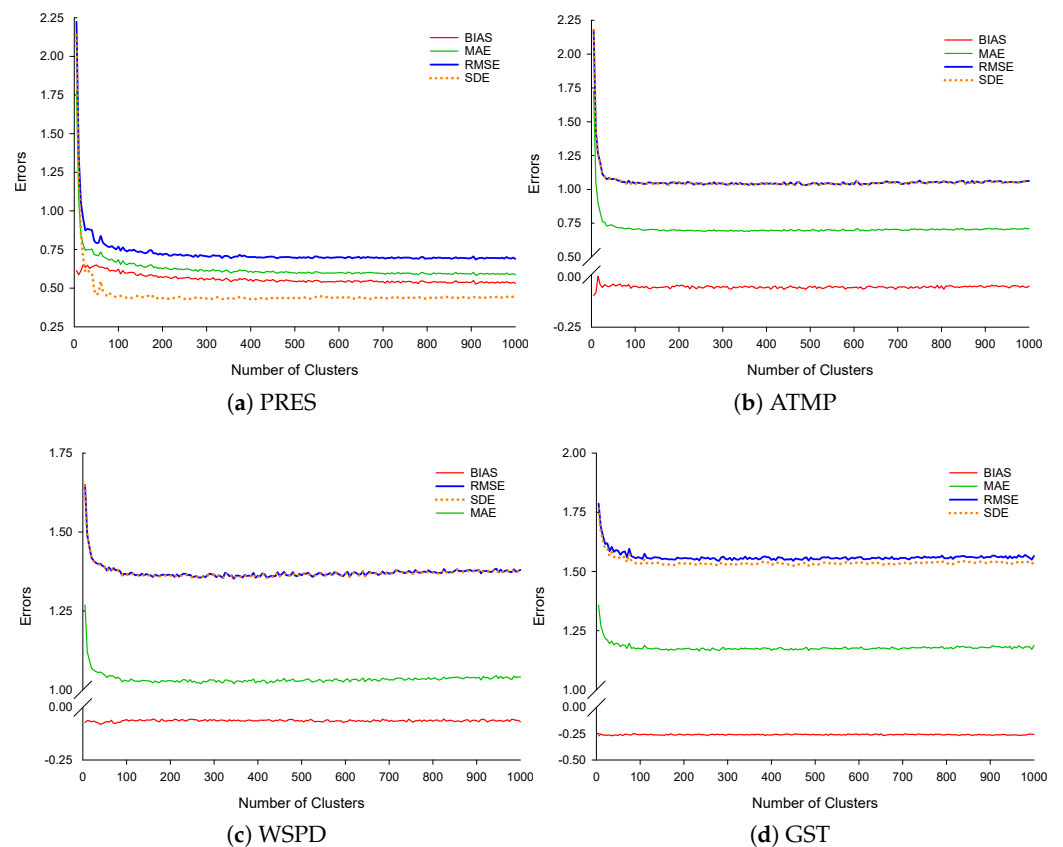 2.25
2.00
1.75
1.50
1.25
1.00
0.75
0.50
0.25
Errors
BIAS
MAE
RMSE
SDE
0 100 200 300 400 500 600 700 800 900 1000
Number of Clusters
(a) PRES
2.25
2.00
1.75
1.50
1.25
1.00
0.75
0.50
0.00
-0.25
Errors
BIAS
MAE
RMSE
SDE
0 100 200 300 400 500 600 700 800 900 1000
Number of Clusters
(b) ATMP
1.75
1.50
1.25
1.00
0.00
-0.25
Errors
BIAS
RMSE
SDE
MAE
0 100 200 300 400 500 600 700 800 900 1000
Number of Clusters
(c) WSPD
2.00
1.75
1.50
1.25
1.00
0.00
-0.25
-0.50
Errors
BIAS
MAE
RMSE
SDE
0 100 200 300 400 500 600 700 800 900 1000
Number of Clusters
(d) GST